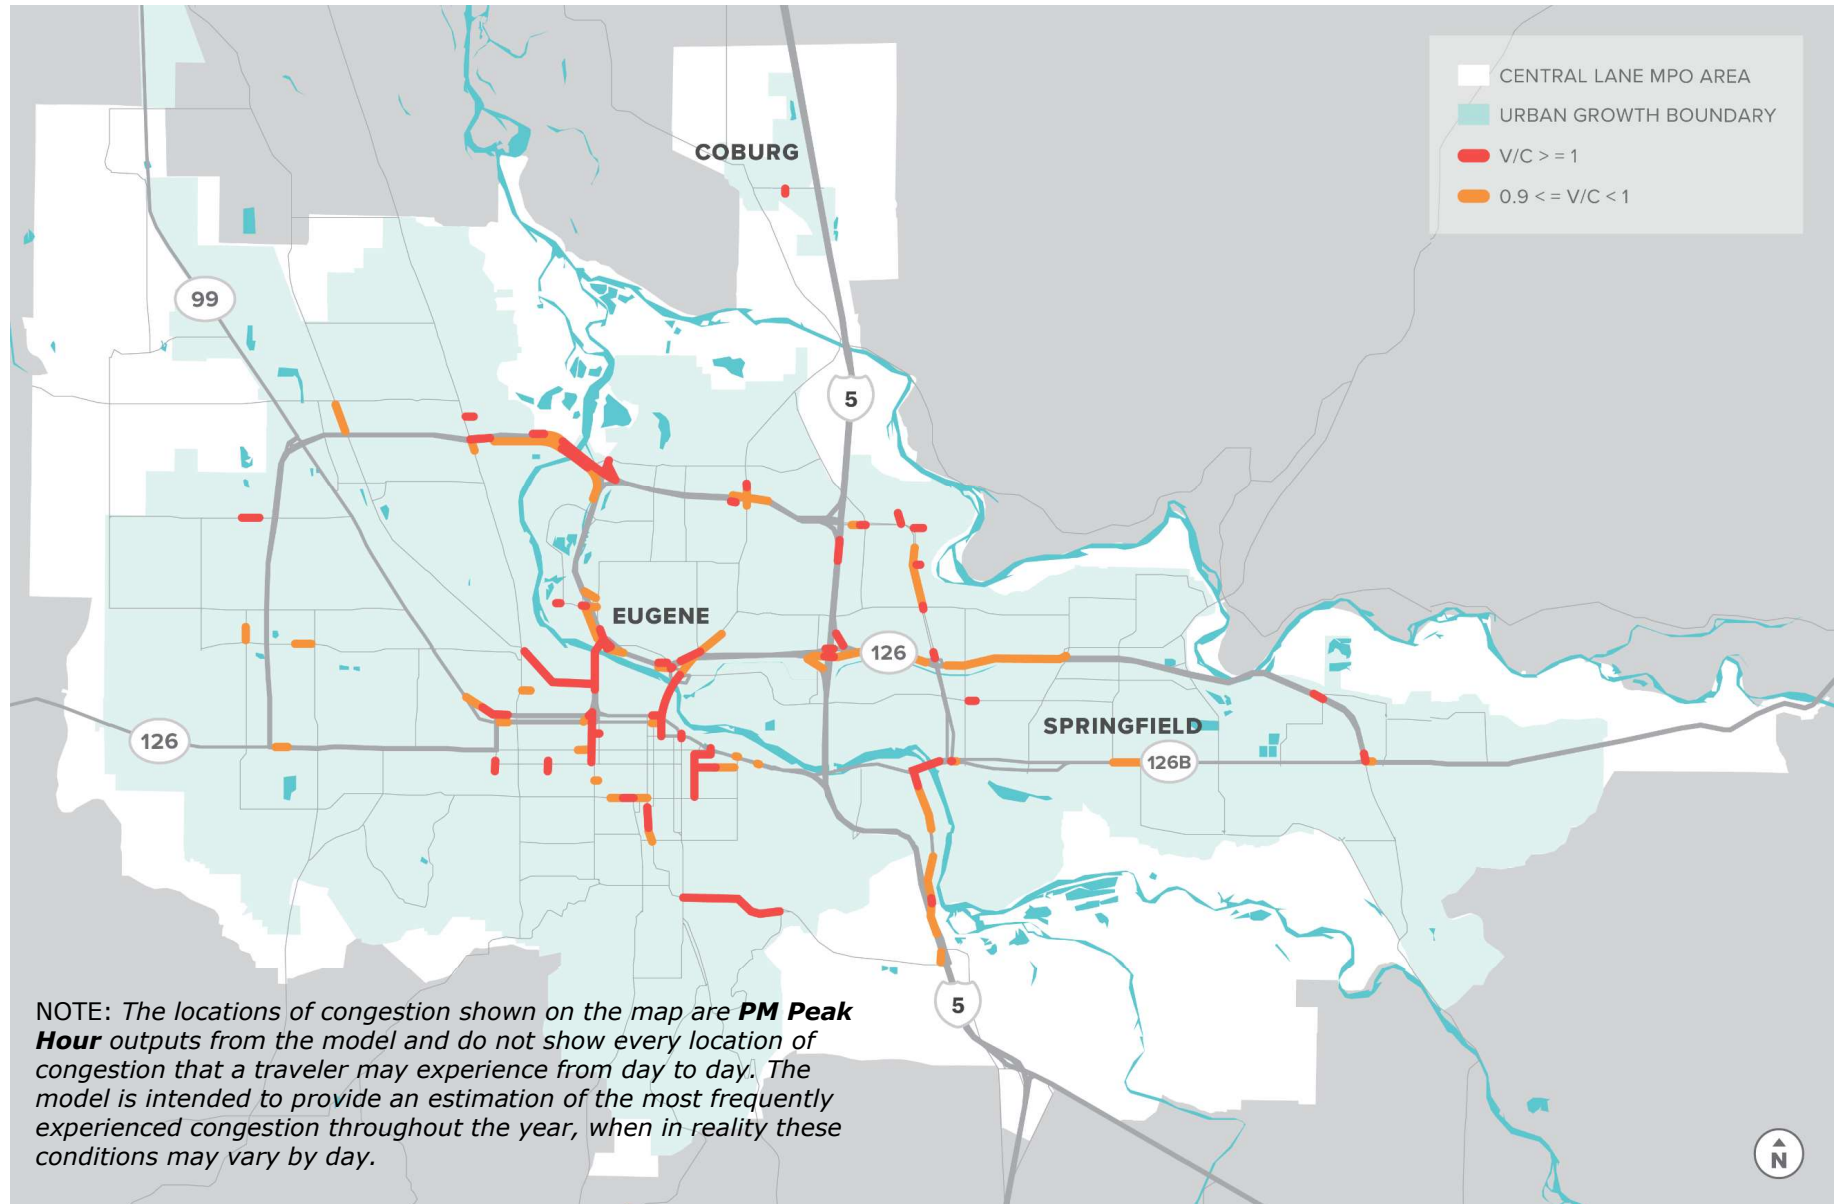 CENTRAL LANE MPO AREA
URBAN GROWTH BOUNDARY
V/C > = 1
0.9 < = V/C < 1
COBURG
99
5
EUGENE
126
SPRINGFIELD
126
126B
5
NOTE: The locations of congestion shown on the map are PM Peak
Hour outputs from the model and do not show every location of
congestion that a traveler may experience from day to day. The
model is intended to provide an estimation of the most frequently
experienced congestion throughout the year, when in reality these
conditions may vary by day.
N